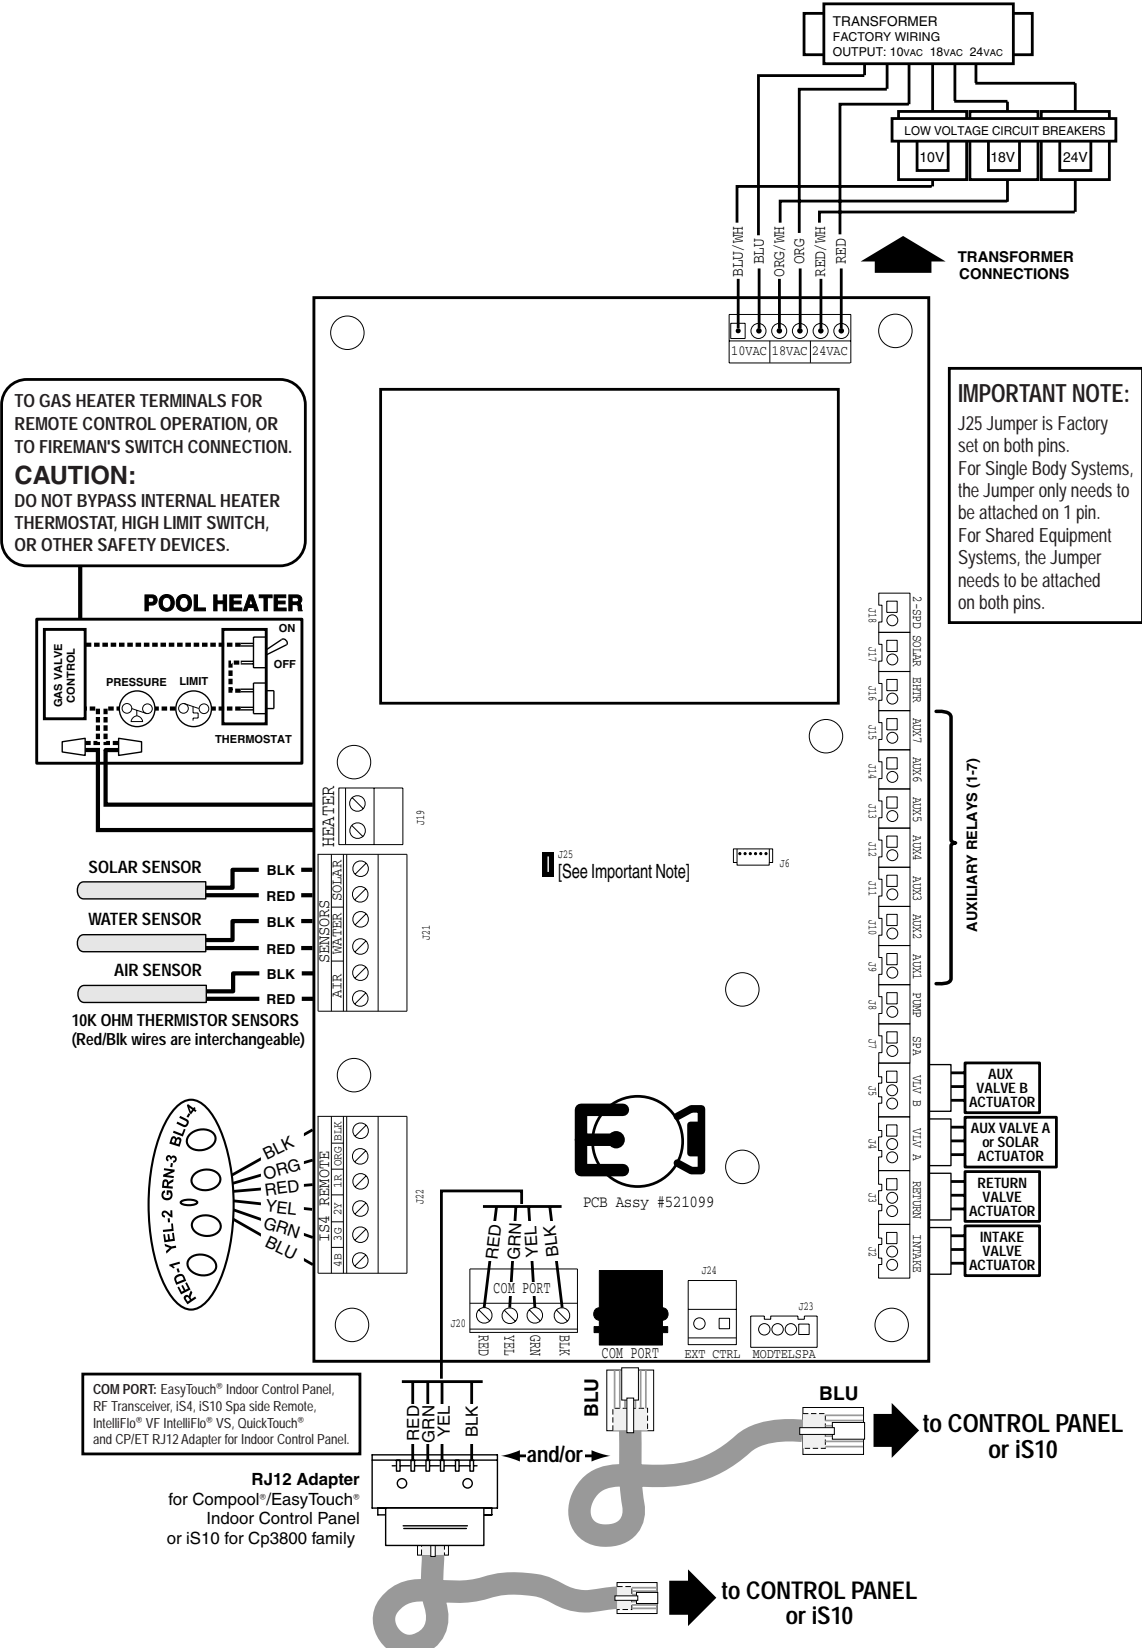 TRANSFORMER
FACTORY WIRING
OUTPUT: 10VAC 18VAC 24VAC
LOW VOLTAGE CIRCUIT BREAKERS
10V
18V
24V
BLU/WH
BLU
ORG/WH
ORG
RED/WH
RED
TRANSFORMER
CONNECTIONS
10VAC
18VAC
24VAC
TO GAS HEATER TERMINALS FOR
REMOTE CONTROL OPERATION, OR
TO FIREMAN'S SWITCH CONNECTION.
CAUTION:
DO NOT BYPASS INTERNAL HEATER
THERMOSTAT, HIGH LIMIT SWITCH,
OR OTHER SAFETY DEVICES.
IMPORTANT NOTE:
J25 Jumper is Factory
set on both pins.
For Single Body Systems,
the Jumper only needs to
be attached on 1 pin.
For Shared Equipment
Systems, the Jumper
needs to be attached
on both pins.
POOL HEATER
GAS VALVE
CONTROL
ON
OFF
PRESSURE
LIMIT
THERMOSTAT
HEATER
J19
SOLAR SENSOR
BLK
RED
WATER SENSOR
BLK
RED
AIR SENSOR
BLK
RED
10K OHM THERMISTOR SENSORS
(Red/Blk wires are interchangeable)
SENSORS
AIR
WATER
SOLAR
J21
J25
[See Important Note]
J6
J18
2-SPD
J17
SOLAR
J16
EHTR
J15
AUX7
J14
AUX6
J13
AUX5
J12
AUX4
J11
AUX3
J10
AUX2
J9
AUX1
J8
PUMP
J7
SPA
J5
VLV B
J4
VLV A
J3
RETURN
J2
INTAKE
AUXILIARY RELAYS (1-7)
AUX
VALVE B
ACTUATOR
AUX VALVE A
or SOLAR
ACTUATOR
RETURN
VALVE
ACTUATOR
INTAKE
VALVE
ACTUATOR
RED-1 YEL-2 GRN-3 BLU-4
BLK
ORG
RED
YEL
GRN
BLU
IS4 REMOTE
4B
3G
2Y
1R
ORG
BLK
J22
PCB Assy #521099
RED
GRN
YEL
BLK
COM PORT
J20
RED
YEL
GRN
BLK
COM PORT
J24
EXT CTRL
J23
MODTELSPA
COM PORT: EasyTouch® Indoor Control Panel,
RF Transceiver, iS4, iS10 Spa side Remote,
IntelliFlo® VF IntelliFlo® VS, QuickTouch®
and CP/ET RJ12 Adapter for Indoor Control Panel.
RED
GRN
YEL
BLK
BLU
BLU
to CONTROL PANEL
or iS10
and/or
RJ12 Adapter
for Compool®/EasyTouch®
Indoor Control Panel
or iS10 for Cp3800 family
to CONTROL PANEL
or iS10